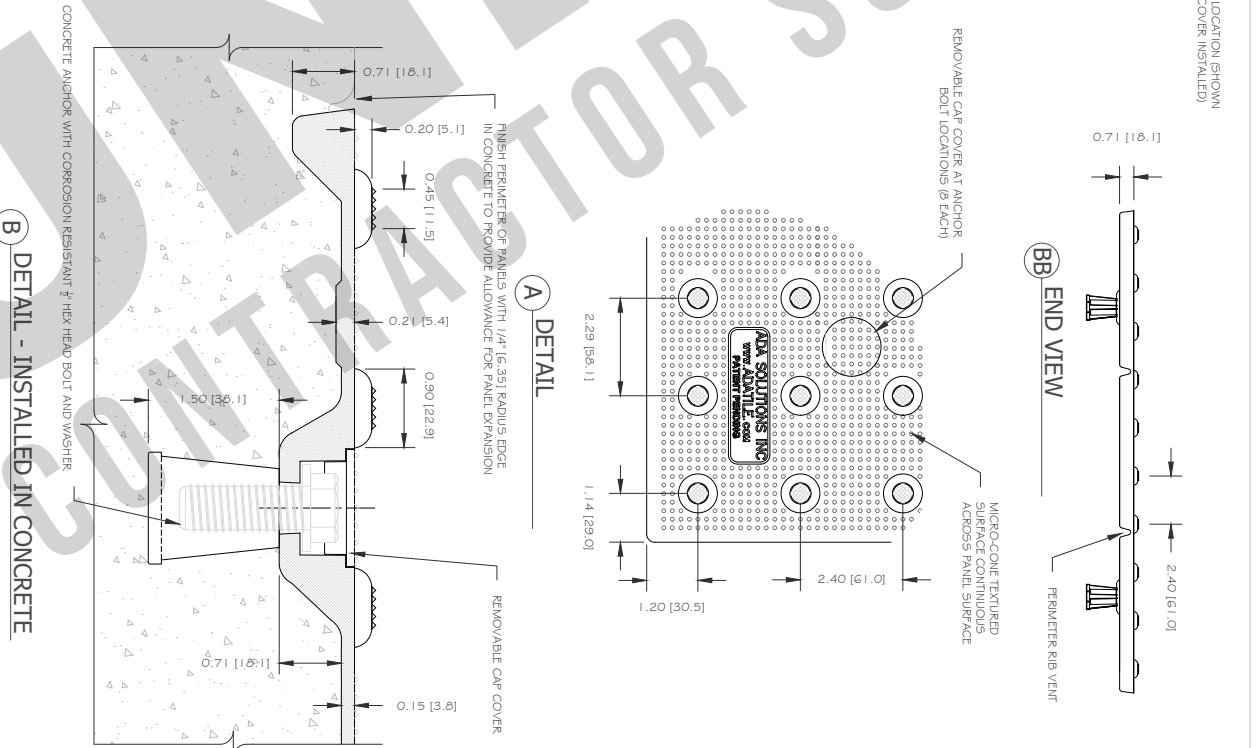 LOCATION (SHOWN
COVER INSTALED)
0.71 [18.1]
2.40 [61.0]
PERIMETER RIB VENT
BB END VIEW
REMOVABLE CAP COVER AT ANCHOR
BOLT LOCATIONS (8 EACH)
MICRO-CONE TEXTURED
SURFACE CONTINUOUS
ACROSS PANEL SURFACE
ADA SOLUTIONS INC
www.ADATILE.COM
PATENT PENDING
2.29 [58.1]
1.14 [29.0]
2.40 [61.0]
1.20 [30.5]
A DETAIL
FINISH PERIMETER OF PANELS WITH 1/4" [6.35] RADIUS EDGE
IN CONCRETE TO PROVIDE ALLOWANCE FOR PANEL EXPANSION
REMOVABLE CAP COVER
0.71 [18.1]
0.20 [5.1]
0.45 [11.5]
0.21 [5.4]
0.90 [22.9]
1.50 [38.1]
0.71 [18.1]
0.15 [3.8]
CONCRETE ANCHOR WITH CORROSION RESISTANT ½" HEX HEAD BOLT AND WASHER
B DETAIL - INSTALLED IN CONCRETE
CONTRACTOR SU